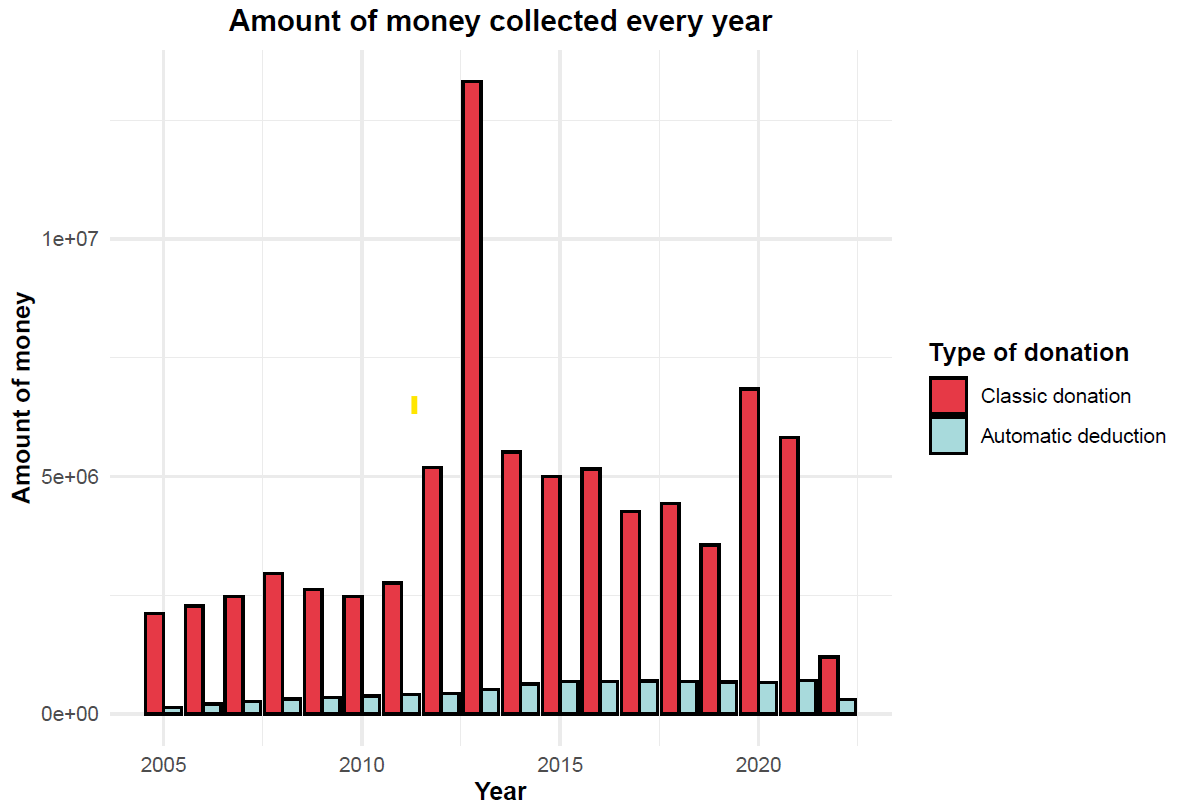 Amount of money collected every year
Amount of money
1e+07
5e+06
0e+00
2005 2010 2015 2020
Year
Type of donation
Classic donation
Automatic deduction